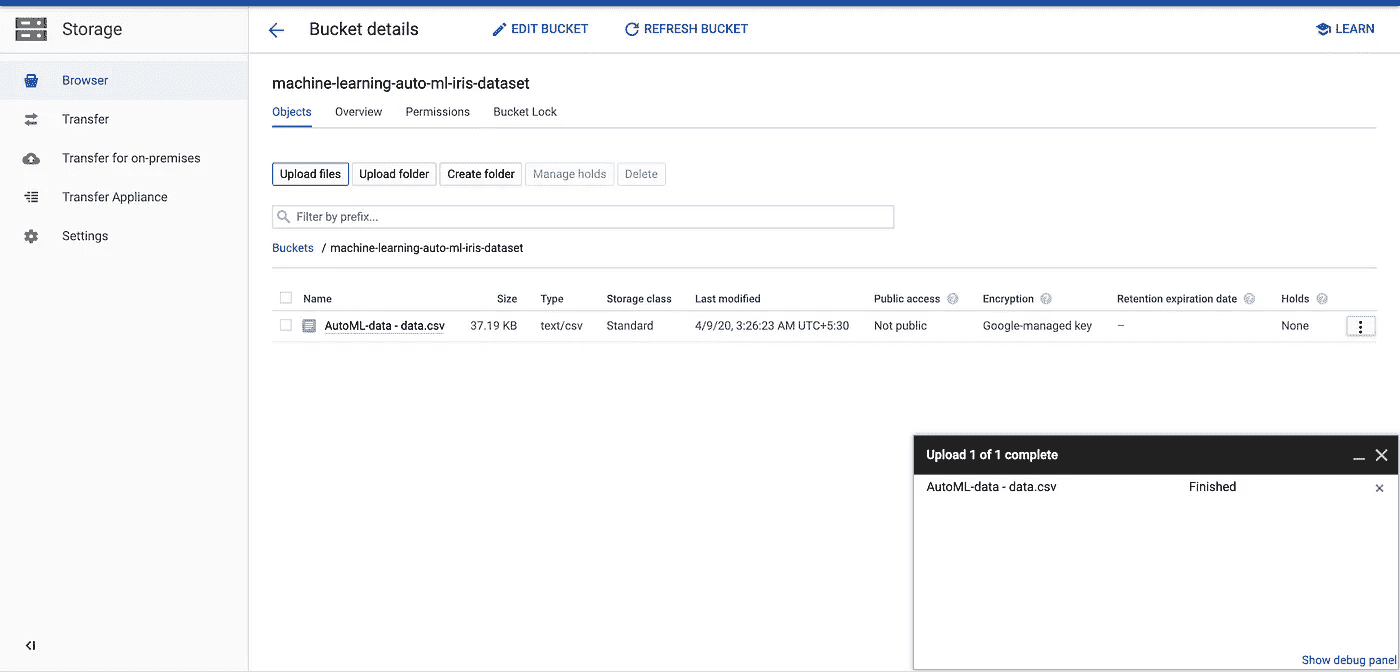 Storage
Bucket details
EDIT BUCKET
REFRESH BUCKET
LEARN
Browser
Transfer
Transfer for on-premises
Transfer Appliance
Settings
machine-learning-auto-ml-iris-dataset
Objects Overview Permissions Bucket Lock
Upload files Upload folder Create folder Manage holds Delete
Filter by prefix...
Buckets / machine-learning-auto-ml-iris-dataset
Name Size Type Storage class Last modified Public access Encryption Retention expiration date Holds
AutoML-data - data.csv 37.19 KB text/csv Standard 4/9/20, 3:26:23 AM UTC+5:30 Not public Google-managed key – None
Upload 1 of 1 complete
AutoML-data - data.csv Finished
Show debug panel